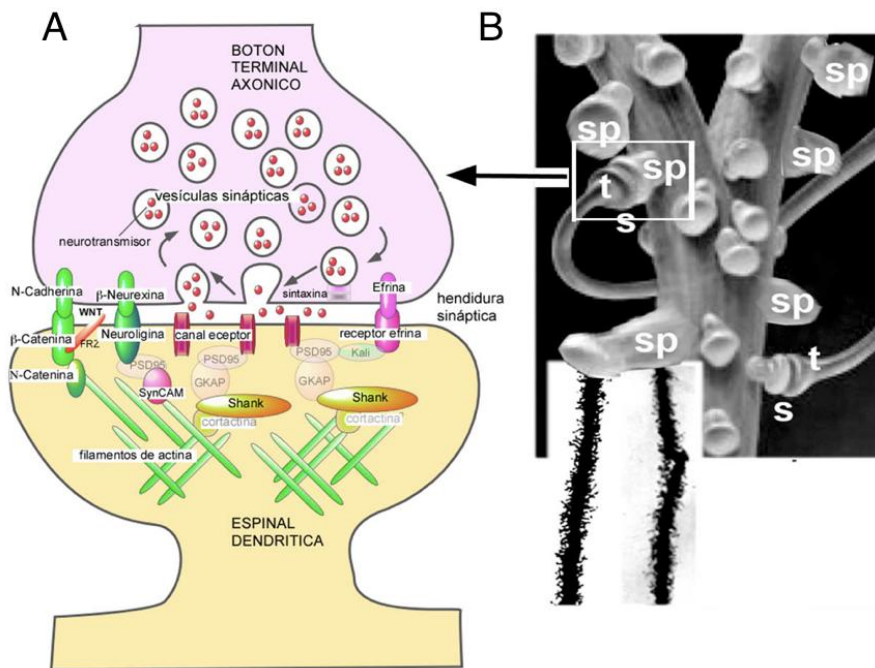 A
BOTON
TERMINAL
AXONICO
vesículas sinápticas
neurotransmisor
N-Cadherina
β-Neurexina
sintaxina
Efrina
hendidura
sináptica
WNT
β-Catenina
FR2
Neuroligina
canal eceptor
receptor efrina
PSD95
PSD95
PSD95
Kali
N-Catenina
GKAP
GKAP
SynCAM
Shank
Shank
cortactina
cortactina
filamentos de actina
ESPINAL
DENDRITICA
B
sp
sp
sp
sp
t
s
sp
sp
t
s